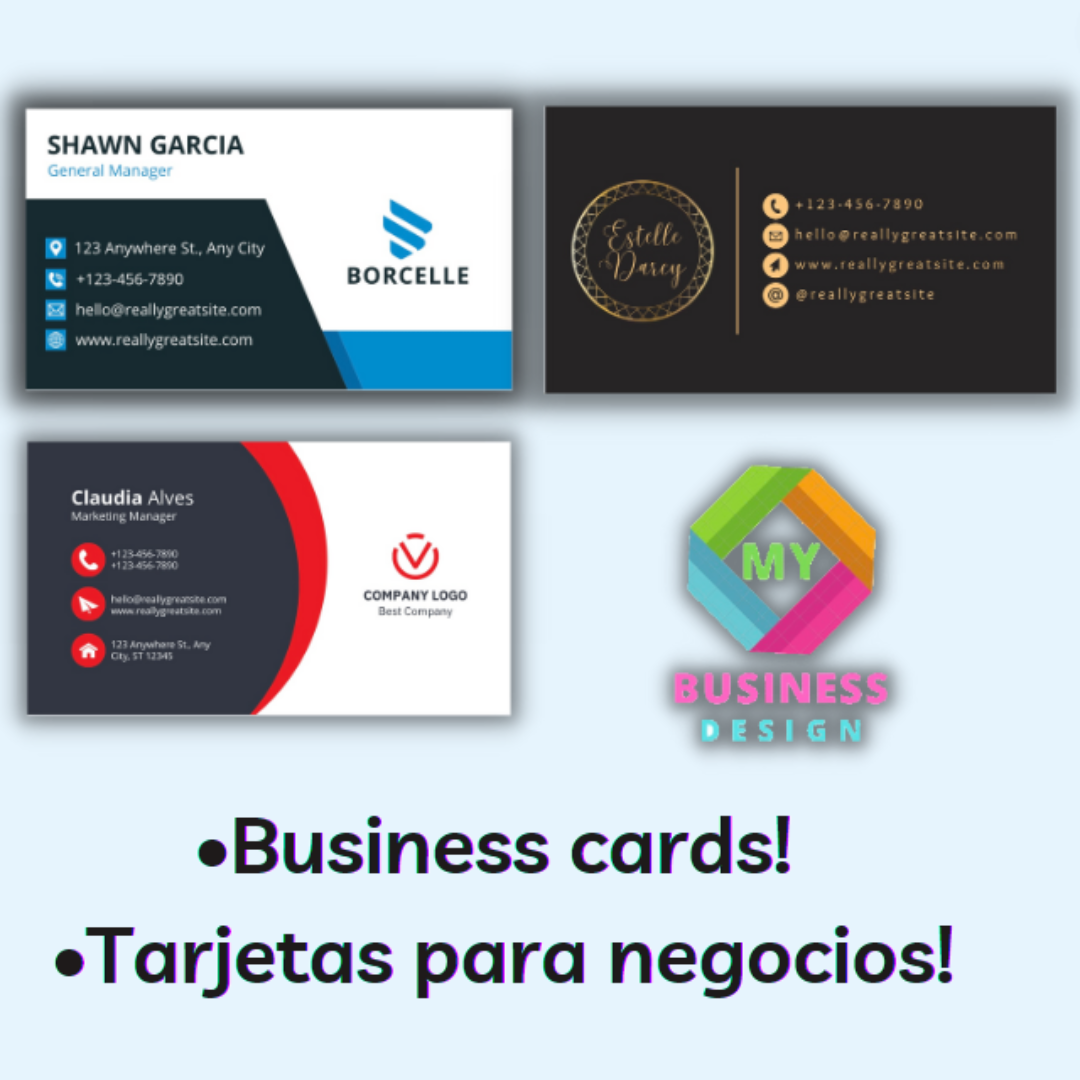 SHAWN GARCIA
General Manager
123 Anywhere St., Any City
+123-456-7890
hello@reallygreatsite.com
www.reallygreatsite.com
BORCELLE
Estelle
Darcy
+123-456-7890
hello@reallygreatsite.com
www.reallygreatsite.com
@reallygreatsite
Claudia Alves
Marketing Manager
+123-456-7890
+123-456-7890
hello@reallygreatsite.com
www.reallygreatsite.com
123 Anywhere St., Any
City, ST 12345
COMPANY LOGO
Best Company
MY
BUSINESS
DESIGN
•Business cards!
•Tarjetas para negocios!